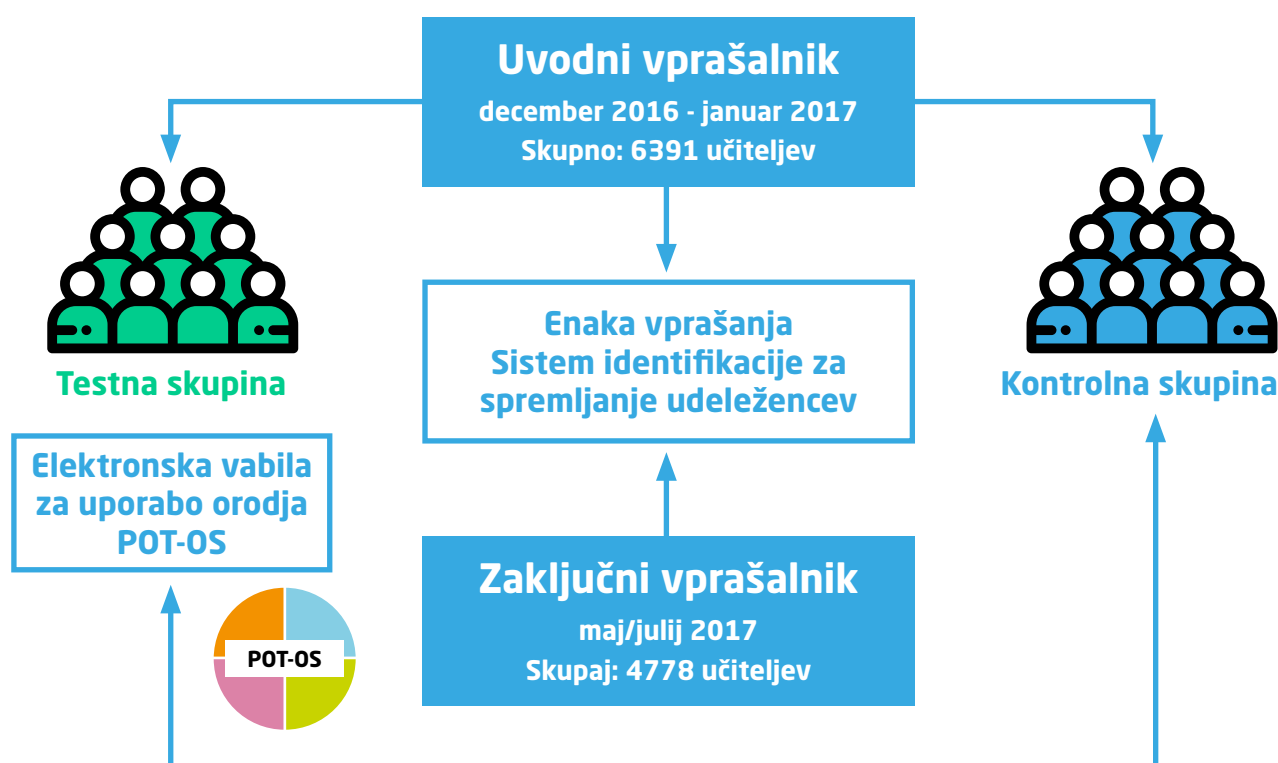 Uvodni vprašalnik
december 2016 - januar 2017
Skupno: 6391 učiteljev
Testna skupina
Enaka vprašanja
Sistem identifikacije za
spremljanje udeležencev
Kontrolna skupina
Elektronska vabila
za uporabo orodja
POT-OS
POT-OS
Zaključni vprašalnik
maj/julij 2017
Skupaj: 4778 učiteljev